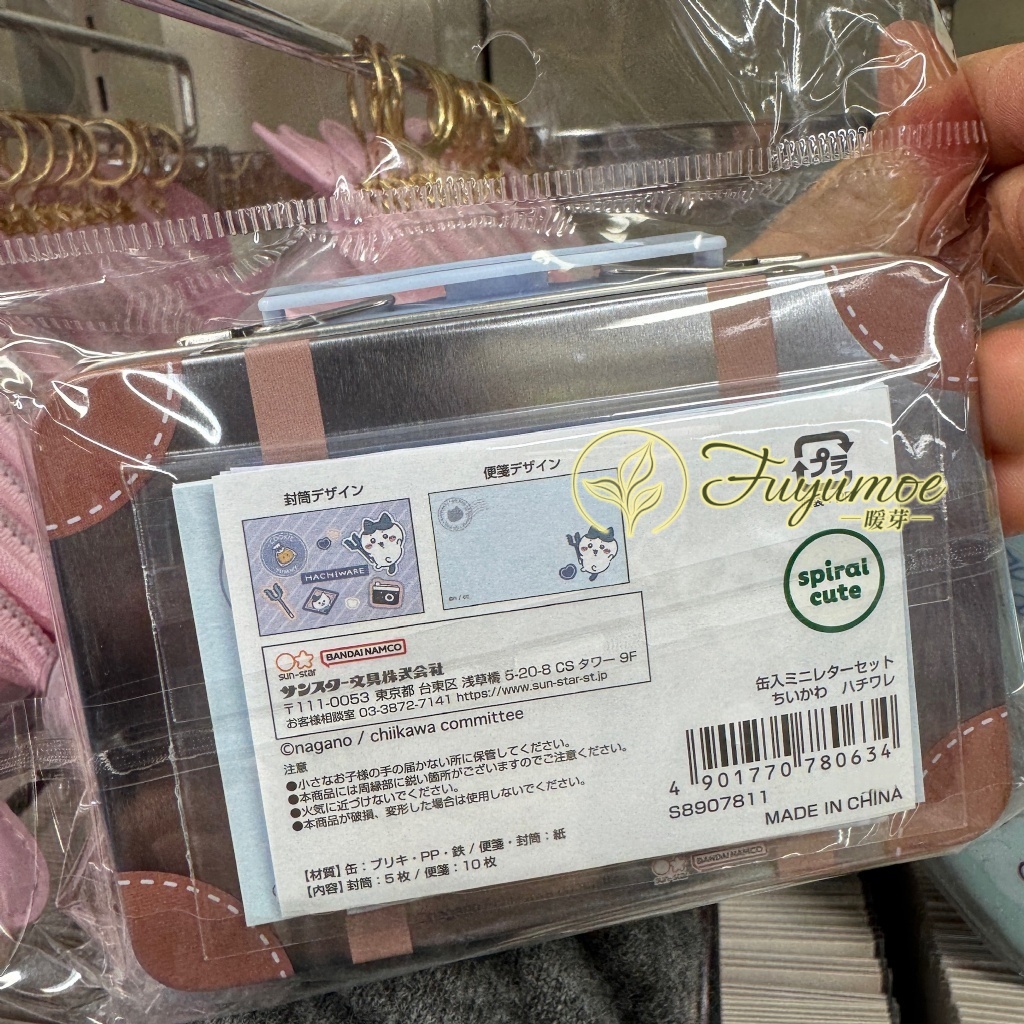 封筒デザイン
便箋デザイン
プラ
Fuyumoe
暖芽
COOKIE
HACHIWARE
spiral
cute
sun-star
BANDAI NAMCO
サンスター文具株式会社
〒111-0053 東京都 台東区 浅草橋 5-20-8 CS タワー 9F
お客様相談室 03-3872-7141 https://www.sun-star-st.jp
©nagano / chiikawa committee
缶入ミニレターセット
ちいかわ ハチワレ
注意
●小さなお子様の手の届かない所に保管してください。
●本商品には周縁部に鋭い箇所がございますのでご注意ください。
●火気に近づけないでください。
●本商品が破損、変形した場合は使用しないでください。
4 901770 780634
S8907811
MADE IN CHINA
【材質】缶：ブリキ・PP・鉄 / 便箋・封筒：紙
【内容】封筒：5 枚 / 便箋：10 枚
BANDAI NAMCO